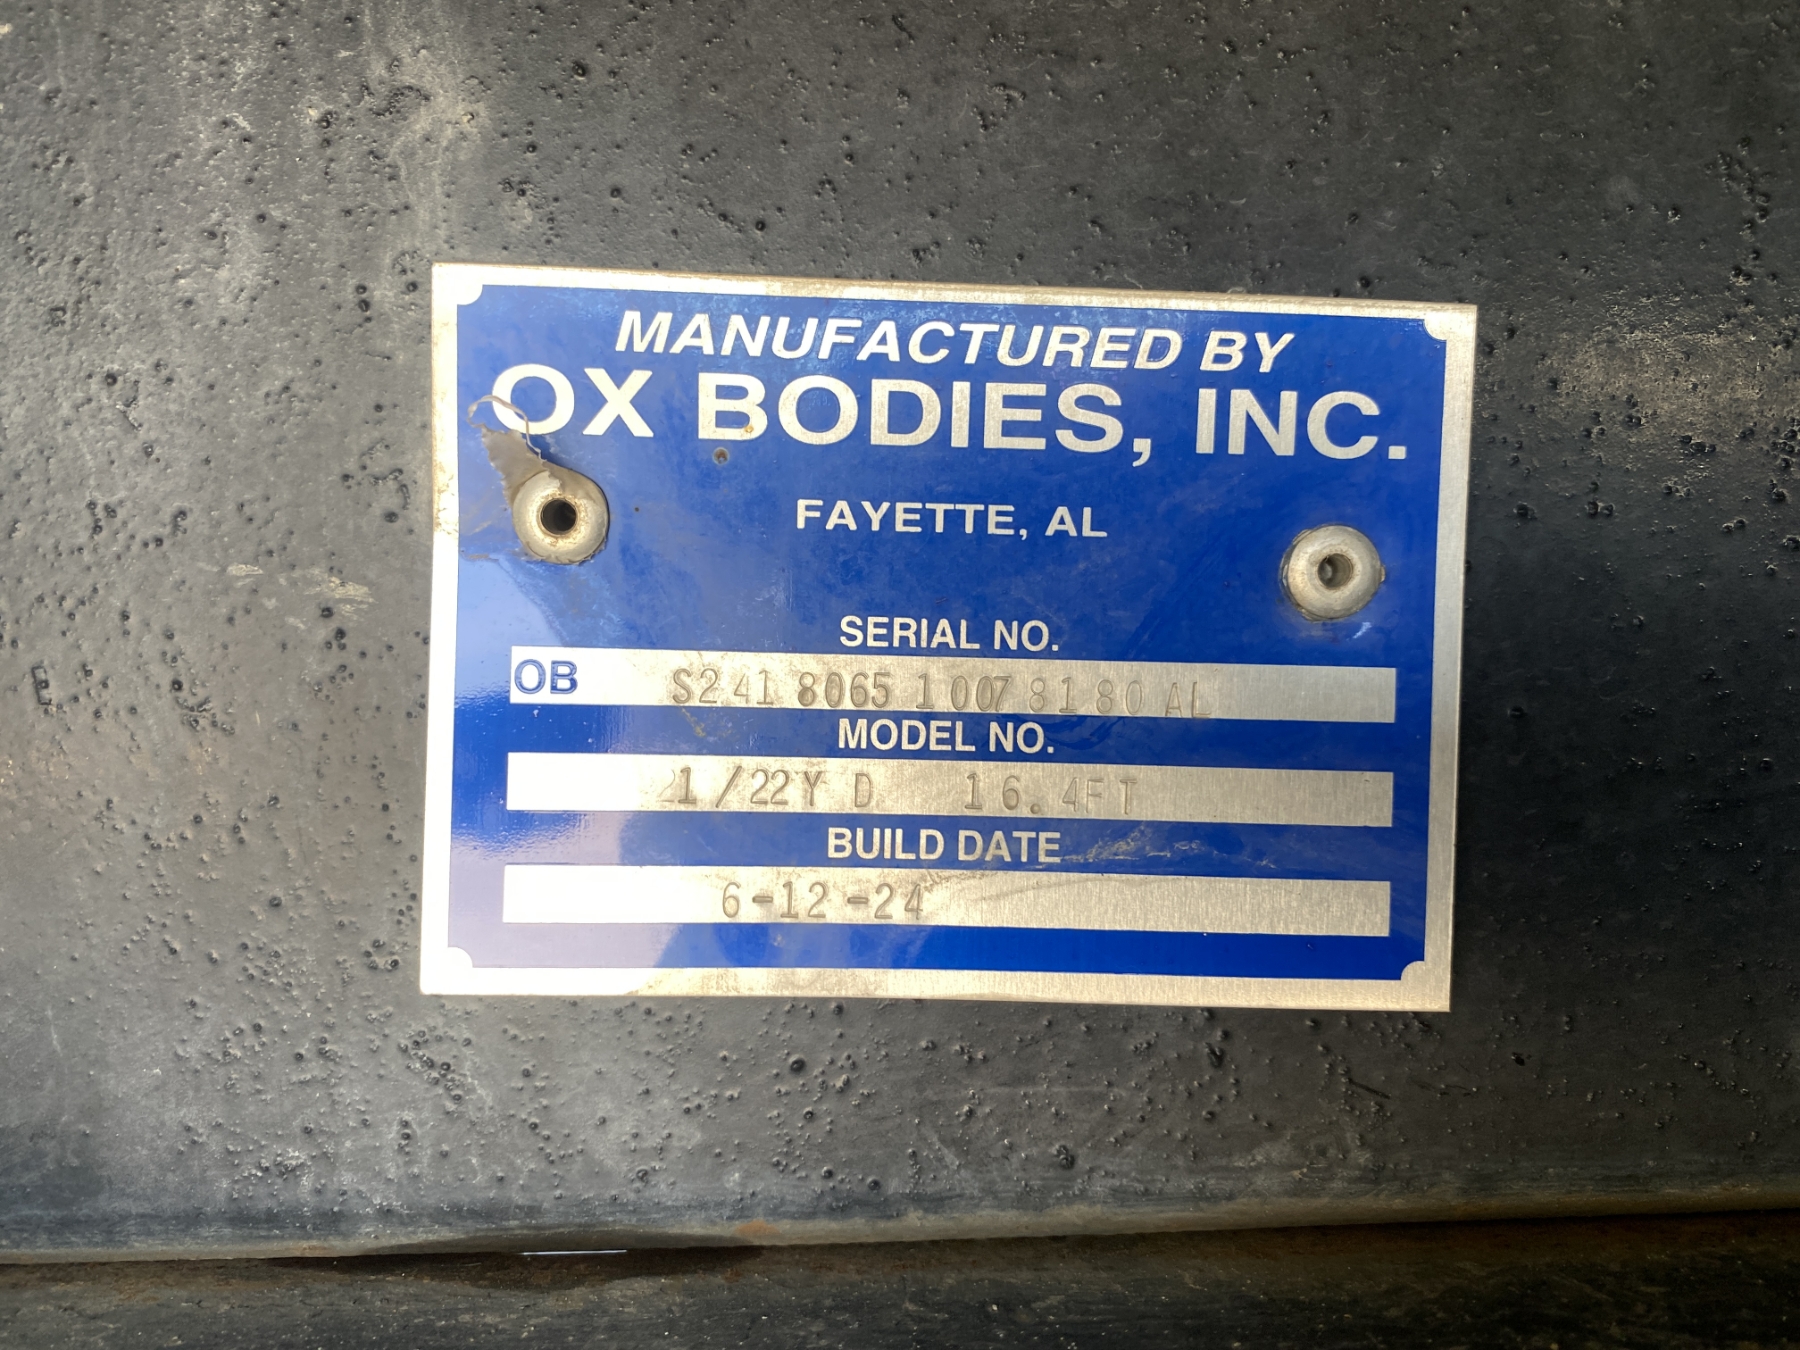 MANUFACTURED BY
OX BODIES, INC.
FAYETTE, AL
SERIAL NO.
OB S241 8065 1007 8180 AL
MODEL NO.
21/22YD 16.4FT
BUILD DATE
6-12-24